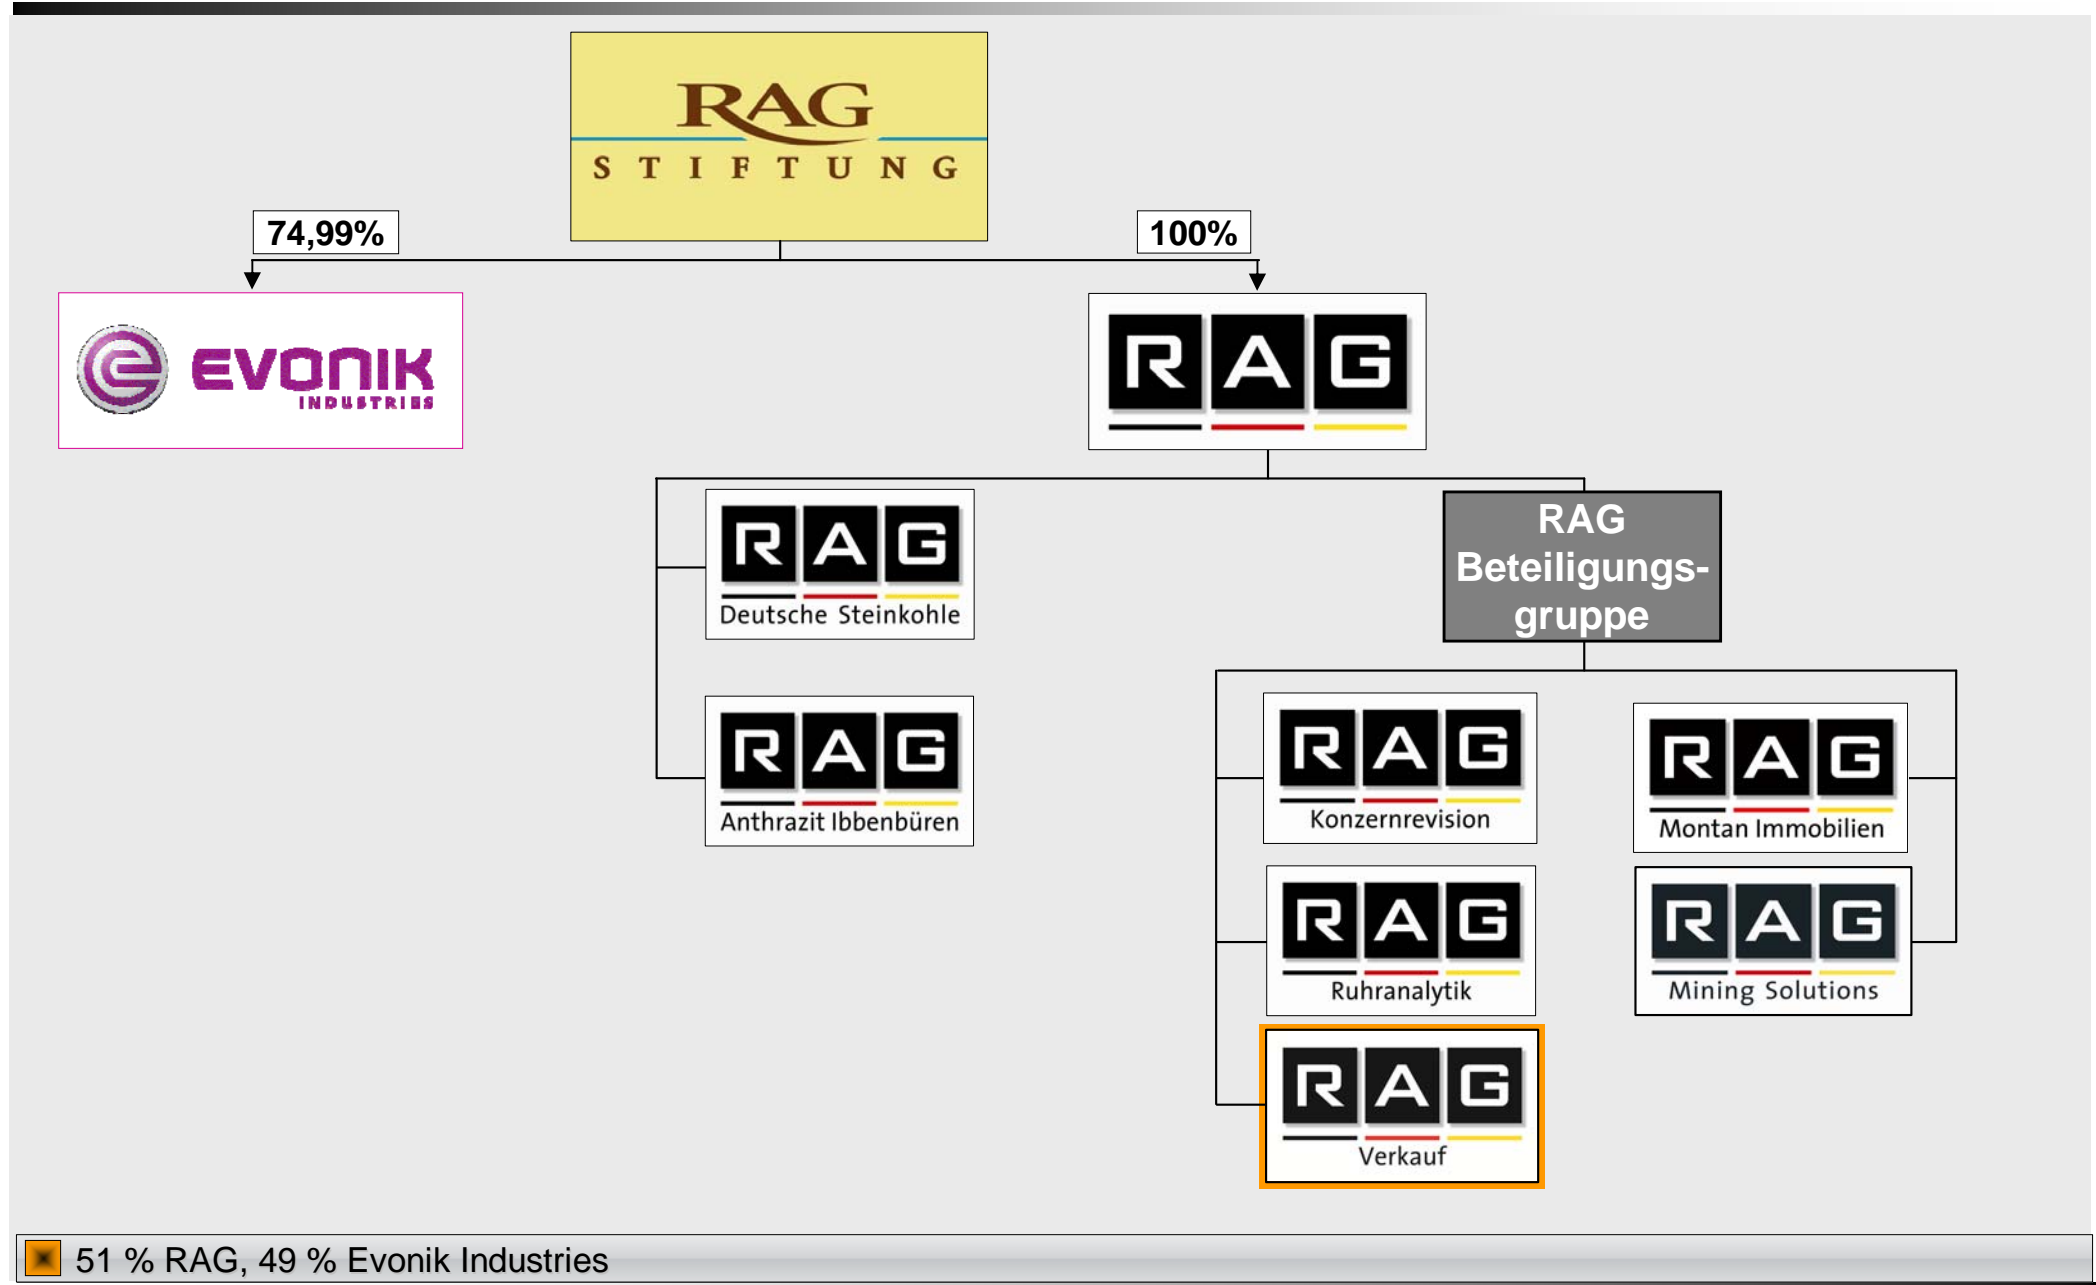 RAG
STIFTUNG
74,99%
100%
EVONIK
INDUSTRIES
RAG
RAG
Deutsche Steinkohle
RAG
Beteiligungs-
gruppe
RAG
Anthrazit Ibbenbüren
RAG
Konzernrevision
RAG
Montan Immobilien
RAG
Ruhranalytik
RAG
Mining Solutions
RAG
Verkauf
51 % RAG, 49 % Evonik Industries